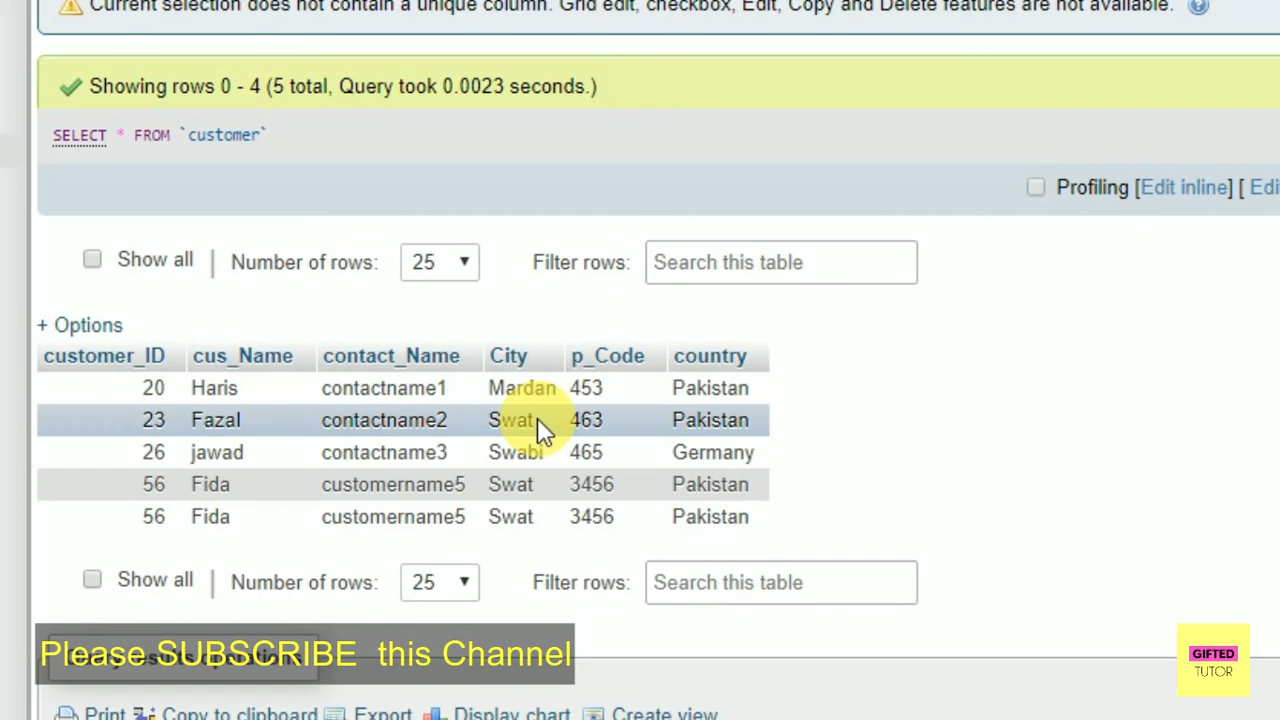 Current selection does not contain a unique column. Grid edit, checkbox, Edit, Copy and Delete features are not available.
Showing rows 0 - 4 (5 total, Query took 0.0023 seconds.)
SELECT * FROM `customer`
Profiling [Edit inline] [ Edi
Show all | Number of rows: 25 Filter rows: Search this table
+ Options
customer_ID cus_Name contact_Name City p_Code country
20 Haris contactname1 Mardan 453 Pakistan
23 Fazal contactname2 Swat 463 Pakistan
26 jawad contactname3 Swabi 465 Germany
56 Fida customername5 Swat 3456 Pakistan
56 Fida customername5 Swat 3456 Pakistan
Show all | Number of rows: 25 Filter rows: Search this table
Query results operations
Please SUBSCRIBE this Channel
GIFTED
TUTOR
Print Copy to clipboard Export Display chart Create view